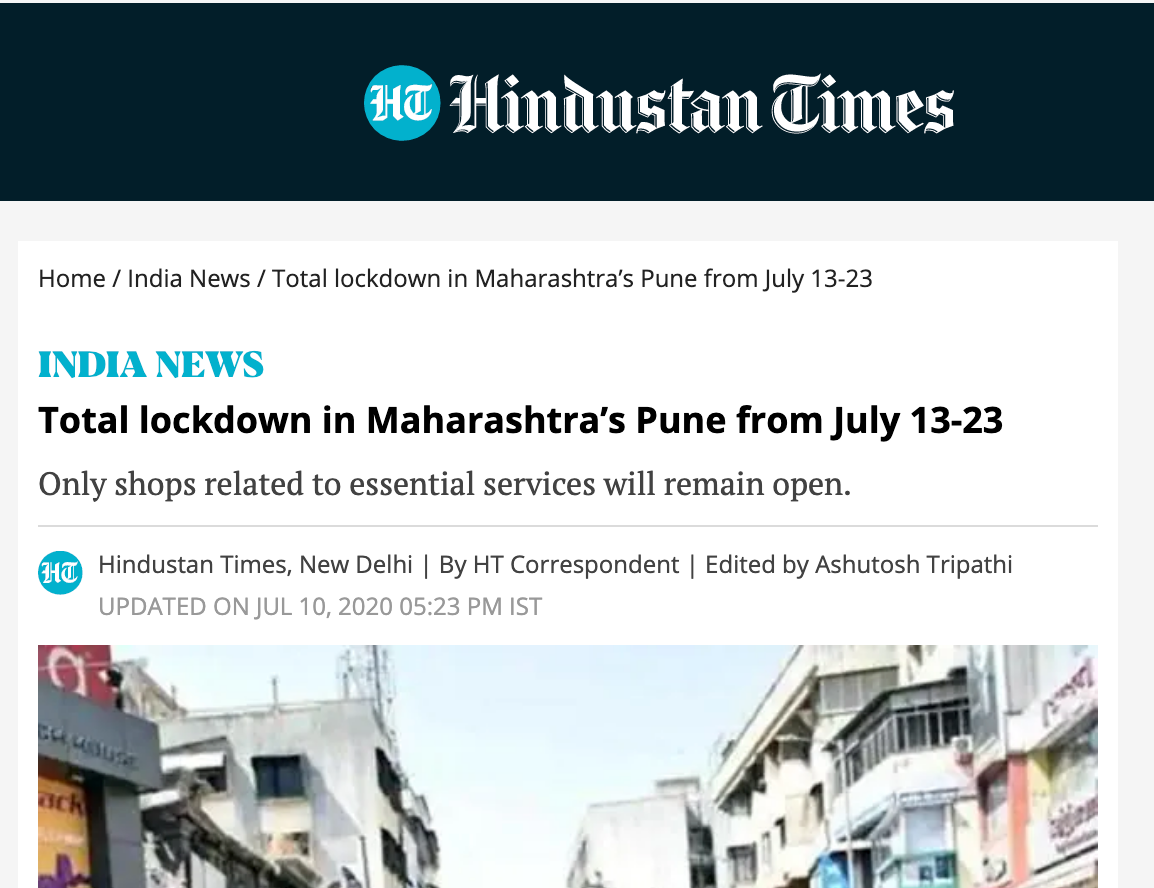 HT Hindustan Times
Home / India News / Total lockdown in Maharashtra’s Pune from July 13-23
INDIA NEWS
Total lockdown in Maharashtra’s Pune from July 13-23
Only shops related to essential services will remain open.
HT Hindustan Times, New Delhi | By HT Correspondent | Edited by Ashutosh Tripathi
UPDATED ON JUL 10, 2020 05:23 PM IST